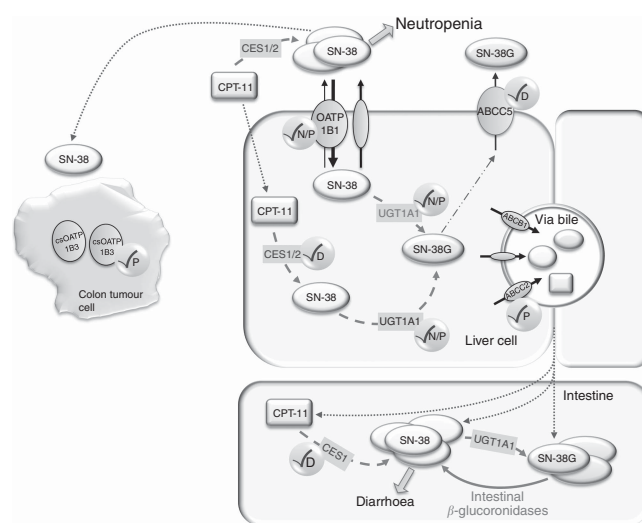 Neutropenia
CES1/2
SN-38
SN-38G
CPT-11
OATP
1B1
N/P
ABCC5
D
SN-38
SN-38
UGT1A1
N/P
Via bile
ABCB1
CPT-11
SN-38G
csOATP
1B3
csOATP
1B3
P
CES1/2
D
Colon tumour
cell
SN-38
ABCC2
UGT1A1
N/P
P
Liver cell
Intestine
CPT-11
SN-38
UGT1A1
CES1
D
SN-38G
Diarrhoea
Intestinal
β-glucoronidases